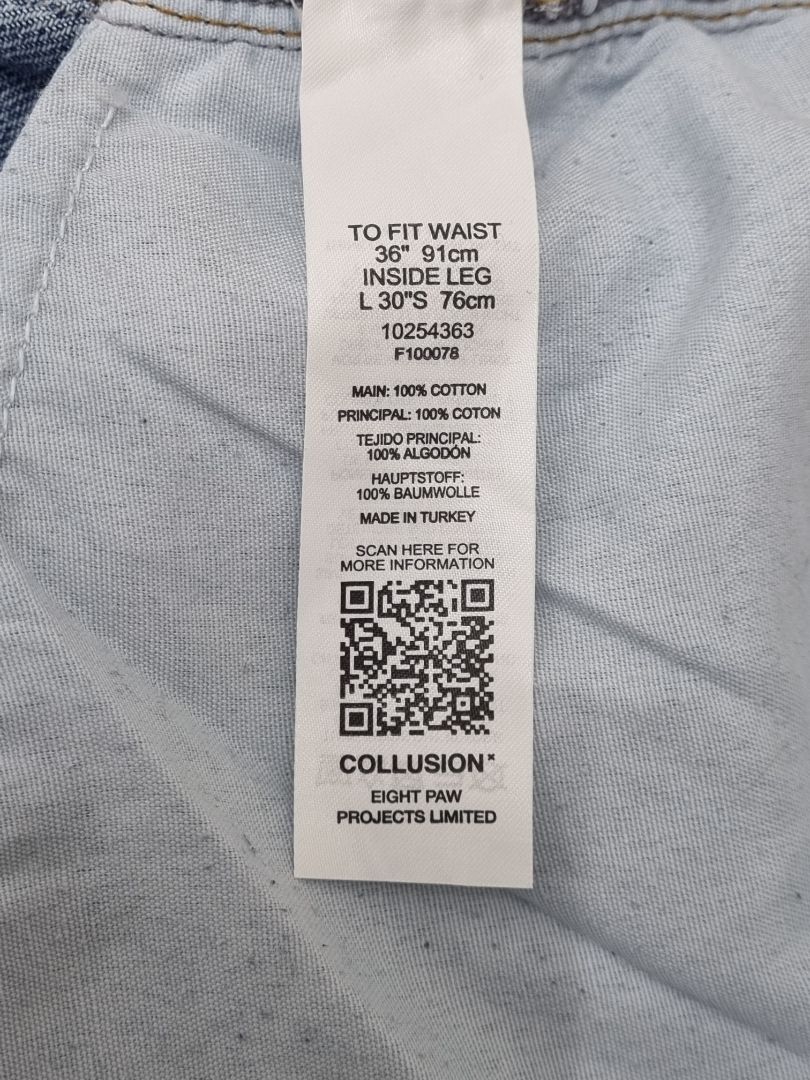 TO FIT WAIST
36" 91cm
INSIDE LEG
L 30"S 76cm
10254363
F100078
MAIN: 100% COTTON
PRINCIPAL: 100% COTON
TEJIDO PRINCIPAL:
100% ALGODÓN
HAUPTSTOFF:
100% BAUMWOLLE
MADE IN TURKEY
SCAN HERE FOR
MORE INFORMATION
COLLUSION
EIGHT PAW
PROJECTS LIMITED